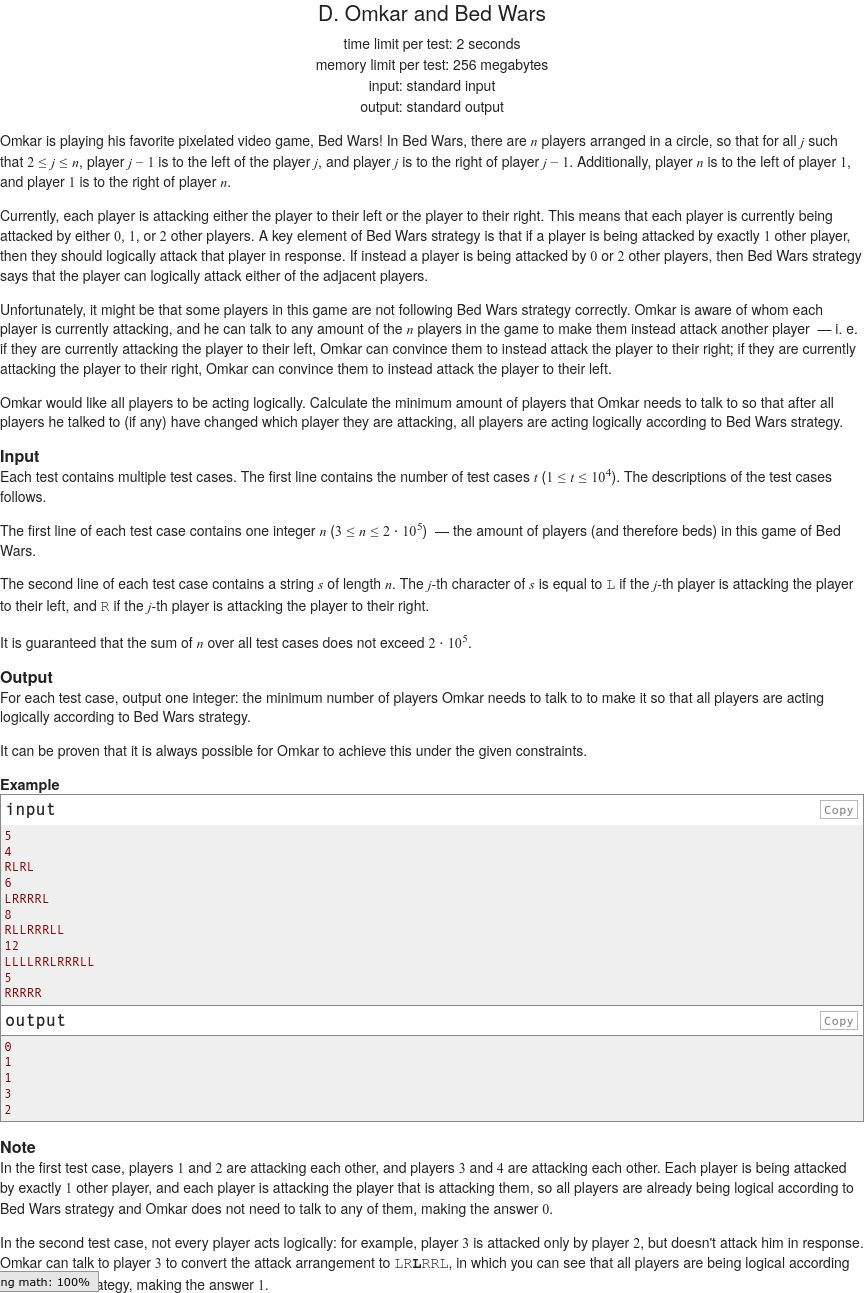 D. Omkar and Bed Wars
time limit per test: 2 seconds
memory limit per test: 256 megabytes
input: standard input
output: standard output
Omkar is playing his favorite pixelated video game, Bed Wars! In Bed Wars, there are n players arranged in a circle, so that for all j such
that 2 ≤ j ≤ n, player j − 1 is to the left of the player j, and player j is to the right of player j − 1. Additionally, player n is to the left of player 1,
and player 1 is to the right of player n.
Currently, each player is attacking either the player to their left or the player to their right. This means that each player is currently being
attacked by either 0, 1, or 2 other players. A key element of Bed Wars strategy is that if a player is being attacked by exactly 1 other player,
then they should logically attack that player in response. If instead a player is being attacked by 0 or 2 other players, then Bed Wars strategy
says that the player can logically attack either of the adjacent players.
Unfortunately, it might be that some players in this game are not following Bed Wars strategy correctly. Omkar is aware of whom each
player is currently attacking, and he can talk to any amount of the n players in the game to make them instead attack another player — i. e.
if they are currently attacking the player to their left, Omkar can convince them to instead attack the player to their right; if they are currently
attacking the player to their right, Omkar can convince them to instead attack the player to their left.
Omkar would like all players to be acting logically. Calculate the minimum amount of players that Omkar needs to talk to so that after all
players he talked to (if any) have changed which player they are attacking, all players are acting logically according to Bed Wars strategy.
Input
Each test contains multiple test cases. The first line contains the number of test cases t (1 ≤ t ≤ 10⁴). The descriptions of the test cases
follows.
The first line of each test case contains one integer n (3 ≤ n ≤ 2 · 10⁵) — the amount of players (and therefore beds) in this game of Bed
Wars.
The second line of each test case contains a string s of length n. The j-th character of s is equal to L if the j-th player is attacking the player
to their left, and R if the j-th player is attacking the player to their right.
It is guaranteed that the sum of n over all test cases does not exceed 2 · 10⁵.
Output
For each test case, output one integer: the minimum number of players Omkar needs to talk to to make it so that all players are acting
logically according to Bed Wars strategy.
It can be proven that it is always possible for Omkar to achieve this under the given constraints.
Example
input
Copy
5
4
RLRL
6
LRRRRL
8
RLLRRRLL
12
LLLLRRLRRRLL
5
RRRRR
output
Copy
0
1
1
3
2
Note
In the first test case, players 1 and 2 are attacking each other, and players 3 and 4 are attacking each other. Each player is being attacked
by exactly 1 other player, and each player is attacking the player that is attacking them, so all players are already being logical according to
Bed Wars strategy and Omkar does not need to talk to any of them, making the answer 0.
In the second test case, not every player acts logically: for example, player 3 is attacked only by player 2, but doesn't attack him in response.
Omkar can talk to player 3 to convert the attack arrangement to LRLRRL, in which you can see that all players are being logical according
ng math: 100% ategy, making the answer 1.